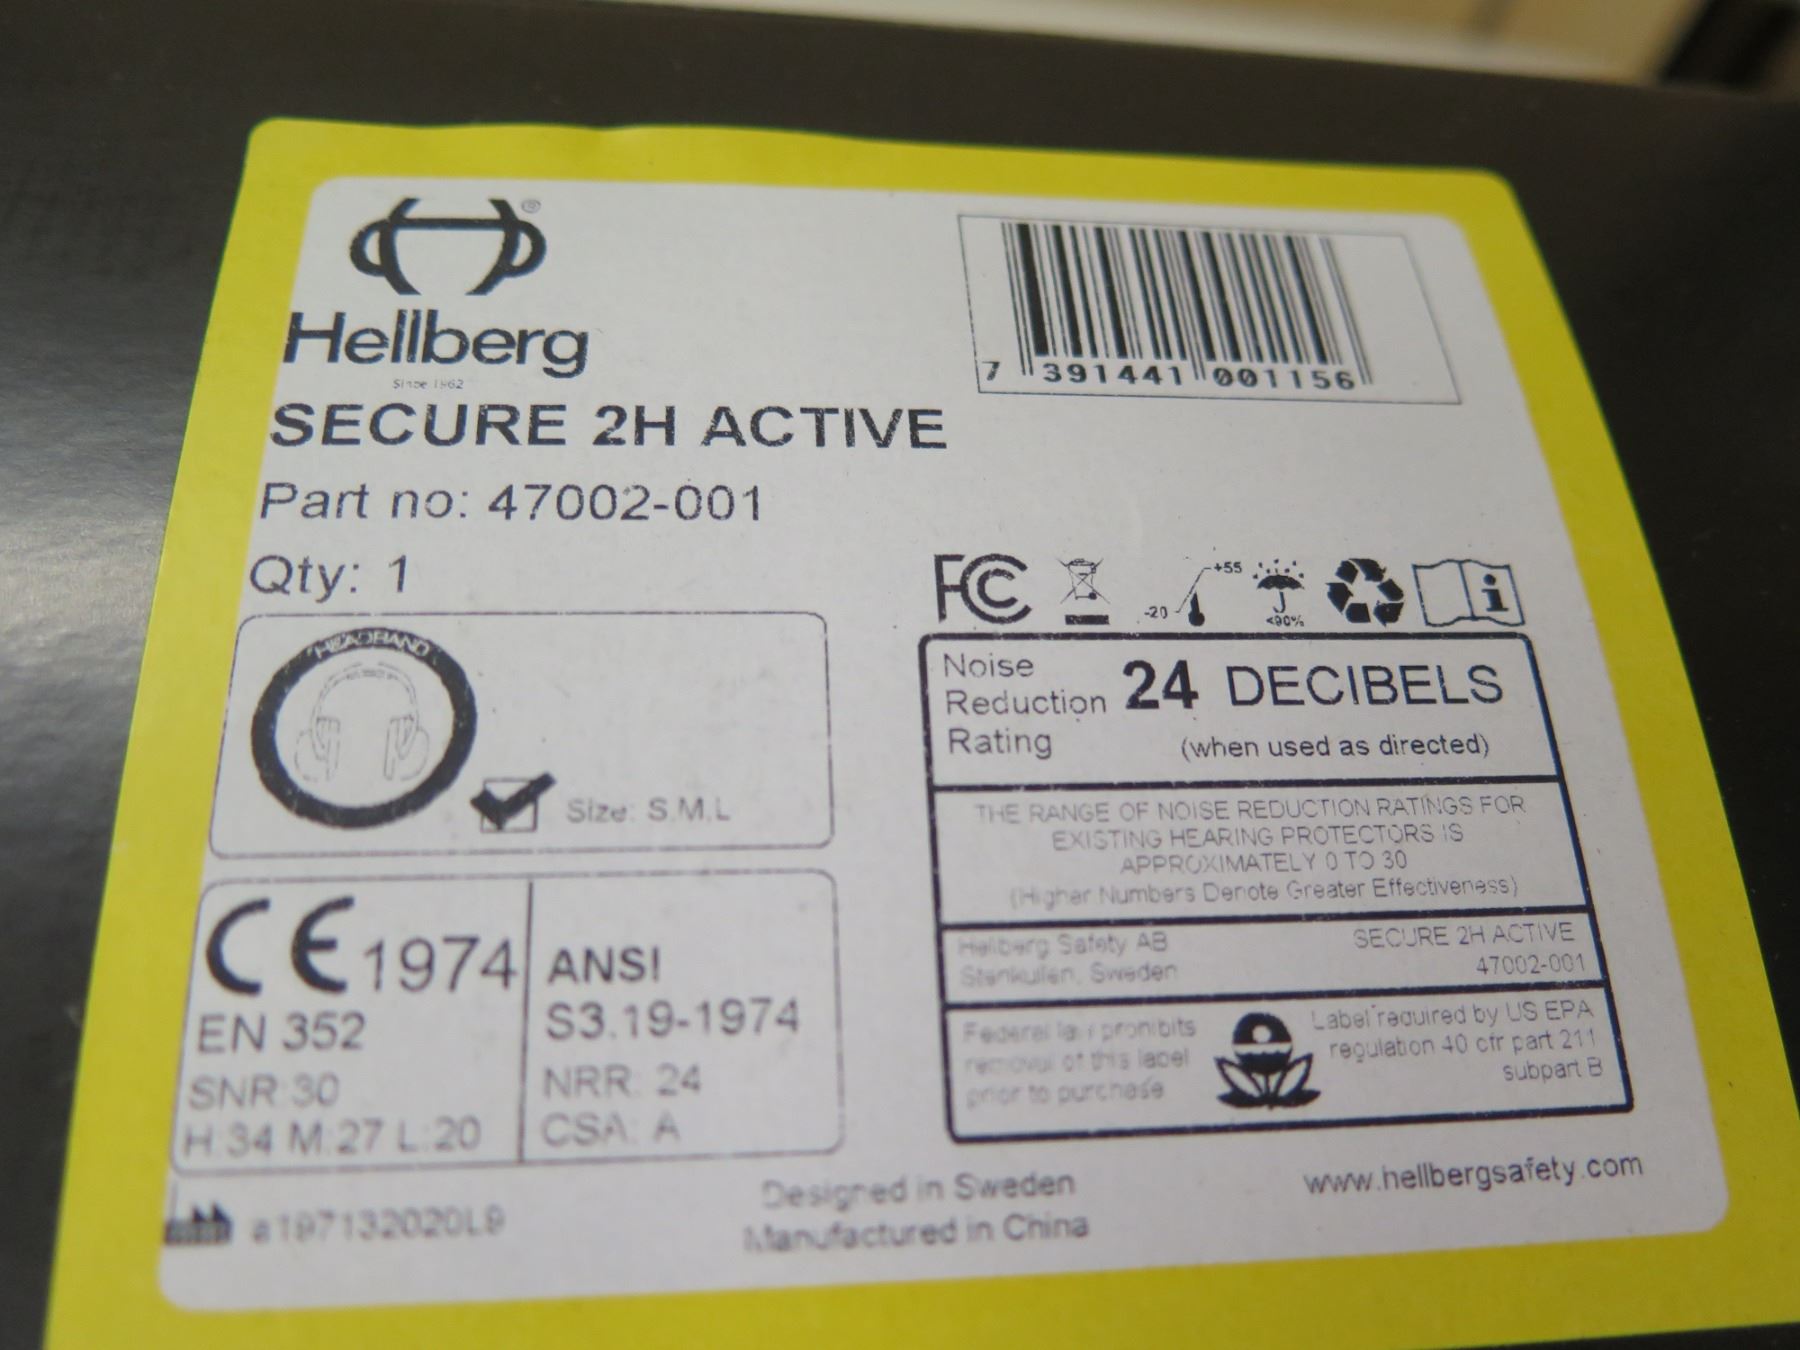 ®
Hellberg
Since 1962
SECURE 2H ACTIVE
Part no: 47002-001
Qty: 1
7 391441 001156
HEADBAND
Size: S.M.L
CE 1974
EN 352
SNR:30
H:34 M:27 L:20
ANSI
S3.19-1974
NRR: 24
CSA: A
FC
-20 +55
<90%
i
Noise
Reduction
Rating
24 DECIBELS
(when used as directed)
THE RANGE OF NOISE REDUCTION RATINGS FOR
EXISTING HEARING PROTECTORS IS
APPROXIMATELY 0 TO 30
(Higher Numbers Denote Greater Effectiveness)
Hellberg Safety AB
Stenkullen, Sweden
SECURE 2H ACTIVE
47002-001
Federal law prohibits
removal of this label
prior to purchase
Label required by US EPA
regulation 40 cfr part 211
subpart B
Designed in Sweden
Manufactured in China
www.hellbergsafety.com